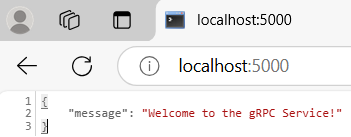 localhost:5000
localhost:5000
1 {
2 "message": "Welcome to the gRPC Service!"
3 }